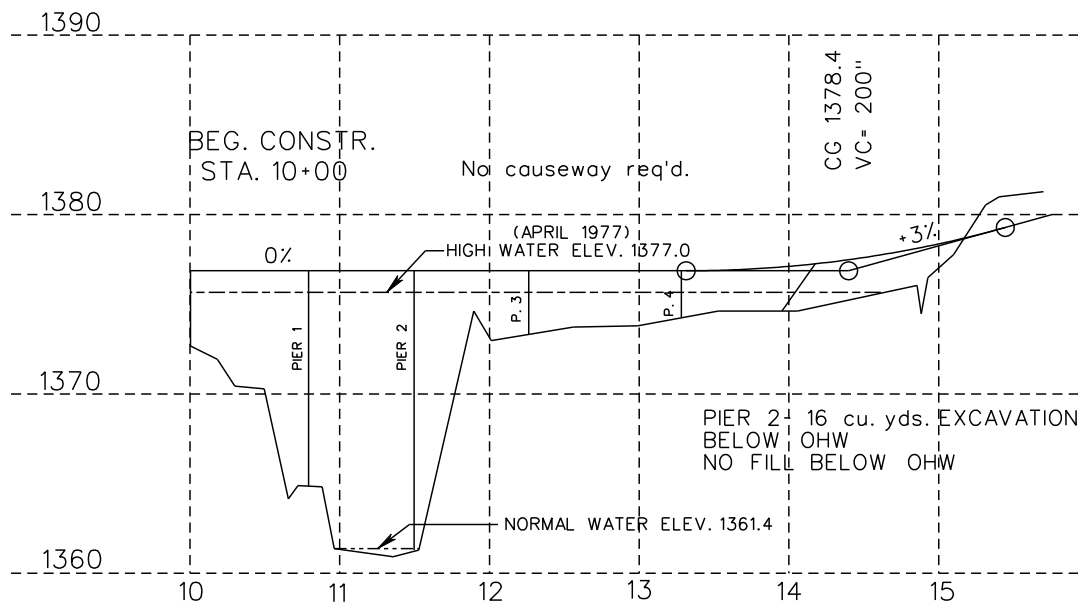 1390
CG 1378.4
VC= 200"
BEG. CONSTR.
STA. 10+00
No causeway req'd.
1380
(APRIL 1977)
HIGH WATER ELEV. 1377.0
0%
+3%
PIER 1
PIER 2
P. 3
P. 4
1370
PIER 2- 16 cu. yds. EXCAVATION
BELOW OHW
NO FILL BELOW OHW
NORMAL WATER ELEV. 1361.4
1360
10 11 12 13 14 15